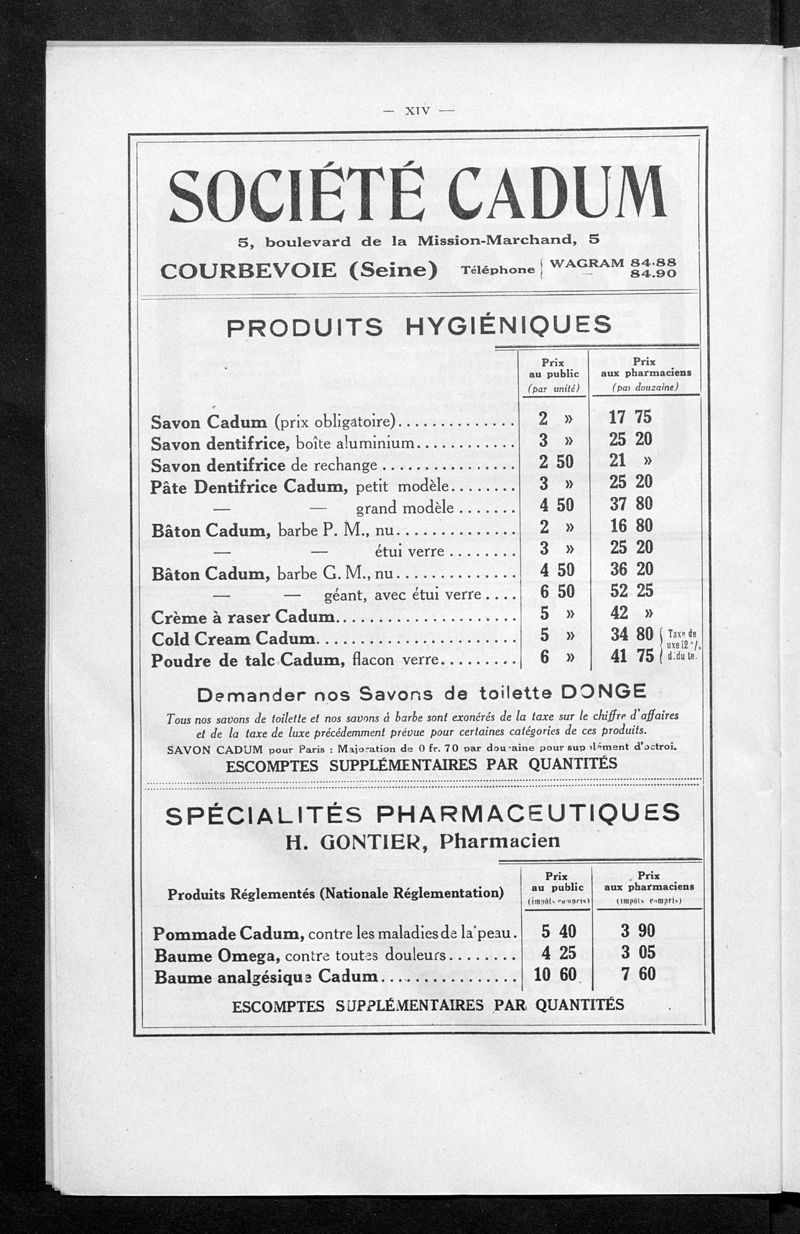 — XIV —
SOCIÉTÉ CADUM
5, boulevard de la Mission-Marchand, 5
COURBEVOIE (Seine) Téléphone { WAGRAM 84.88
— 84.90
PRODUITS HYGIÉNIQUES
Prix au public (par unité) Prix aux pharmaciens (par douzaine)
Savon Cadum (prix obligatoire).............. 2 » 17 75
Savon dentifrice, boîte aluminium............ 3 » 25 20
Savon dentifrice de rechange ................ 2 50 21 »
Pâte Dentifrice Cadum, petit modèle........ 3 » 25 20
— — grand modèle ....... 4 50 37 80
Bâton Cadum, barbe P. M., nu.............. 2 » 16 80
— — étui verre ........ 3 » 25 20
Bâton Cadum, barbe G. M., nu.............. 4 50 36 20
— — géant, avec étui verre .... 6 50 52 25
Crème à raser Cadum..................... 5 » 42 »
Cold Cream Cadum....................... 5 » 34 80 { Taxe de
Poudre de talc Cadum, flacon verre......... 6 » 41 75 { luxe 12 %
Demander nos Savons de toilette DONGE
Tous nos savons de toilette et nos savons à barbe sont exonérés de la taxe sur le chiffre d'affaires
et de la taxe de luxe précédemment prévue pour certaines catégories de ces produits.
SAVON CADUM pour Paris : Majoration de 0 fr. 70 par douzaine pour supplément d'octroi.
ESCOMPTES SUPPLÉMENTAIRES PAR QUANTITÉS
SPÉCIALITÉS PHARMACEUTIQUES
H. GONTIER, Pharmacien
Produits Réglementés (Nationale Réglementation) Prix au public (impôts compris) Prix aux pharmaciens (impôts compris)
Pommade Cadum, contre les maladies de la peau. 5 40 3 90
Baume Omega, contre toutes douleurs........ 4 25 3 05
Baume analgésique Cadum................ 10 60 7 60
ESCOMPTES SUPPLÉMENTAIRES PAR QUANTITÉS